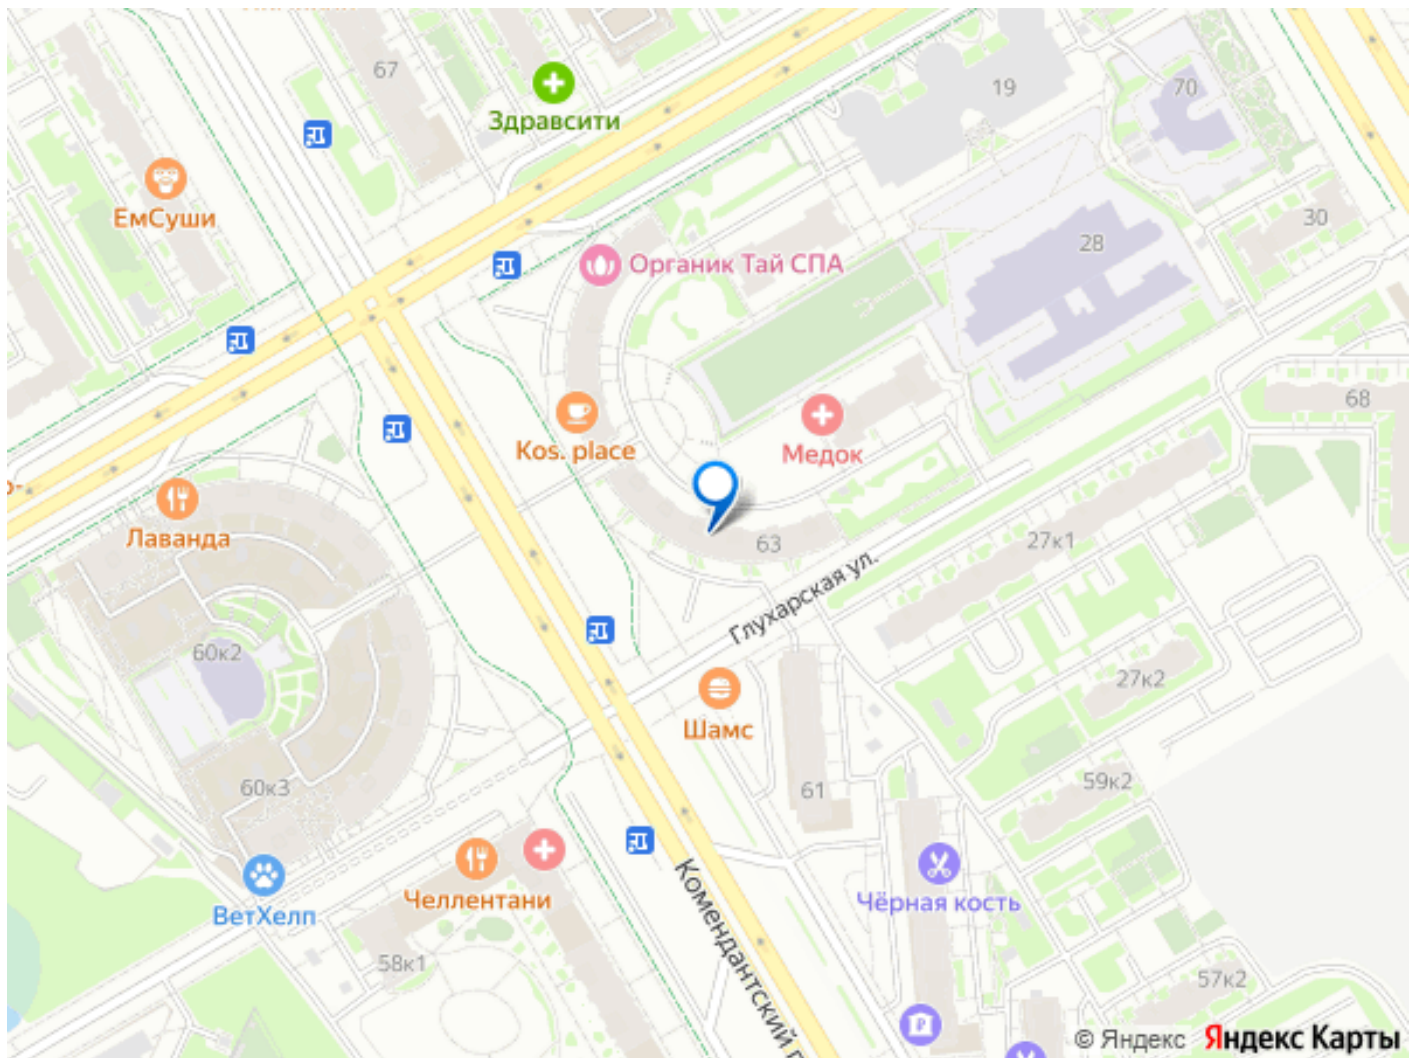 67
Здравсити
19
70
ЕмСуши
30
28
Органик Тай СПА
68
Kos. place
Медок
Лаванда
63
27к1
Глухарская ул.
60к2
27к2
Шамс
60к3
61
59к2
Челлентани
Чёрная кость
ВетХелп
Комендантский п
58к1
57к2
© Яндекс Яндекс Карты